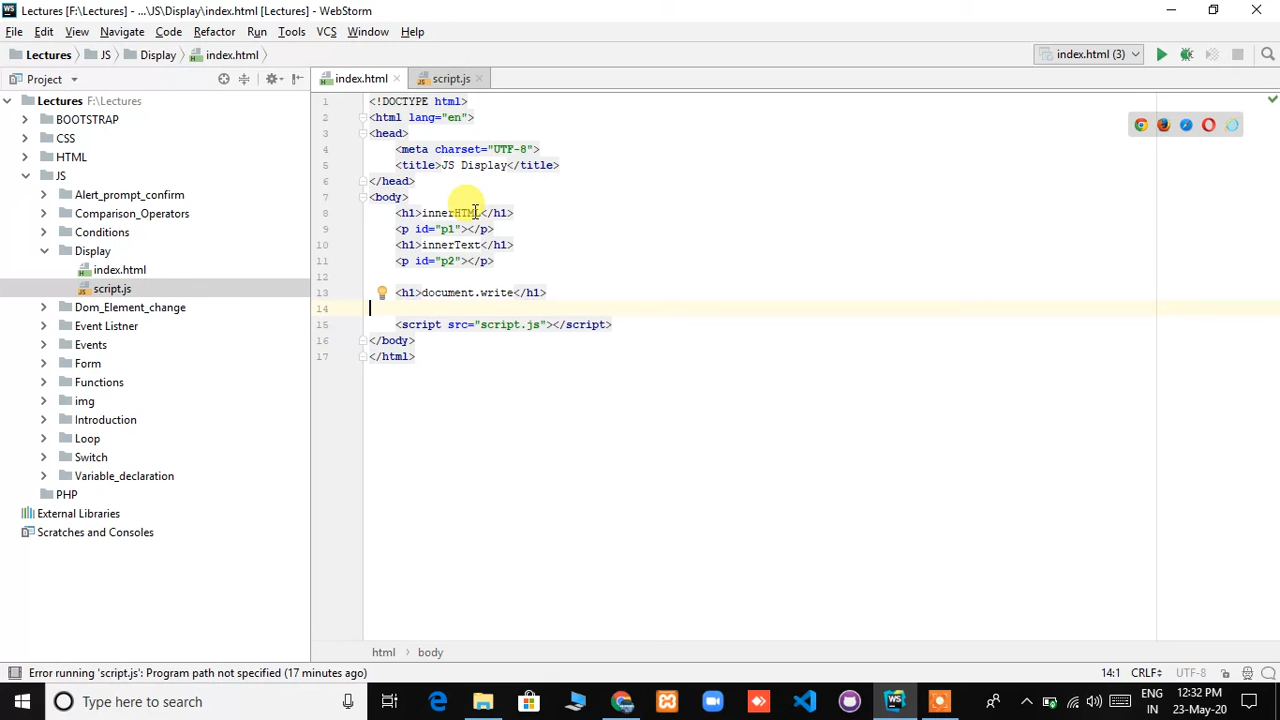 Lectures [F:\Lectures] - ...\JS\Display\index.html [Lectures] - WebStorm
File Edit View Navigate Code Refactor Run Tools VCS Window Help
Lectures JS Display index.html index.html (3)
Project
index.html script.js
Lectures F:\Lectures
BOOTSTRAP
CSS
HTML
JS
Alert_prompt_confirm
Comparison_Operators
Conditions
Display
index.html
script.js
Dom_Element_change
Event Listner
Events
Form
Functions
img
Introduction
Loop
Switch
Variable_declaration
PHP
External Libraries
Scratches and Consoles
1 <!DOCTYPE html>
2 <html lang="en">
3 <head>
4 <meta charset="UTF-8">
5 <title>JS Display</title>
6 </head>
7 <body>
8 <h1>innerHTML</h1>
9 <p id="p1"></p>
10 <h1>innerText</h1>
11 <p id="p2"></p>
12
13 <h1>document.write</h1>
14
15 <script src="script.js"></script>
16 </body>
17 </html>
html body
Error running 'script.js': Program path not specified (17 minutes ago) 14:1 CRLF UTF-8
Type here to search
ENG
IN
12:32 PM
23-May-20